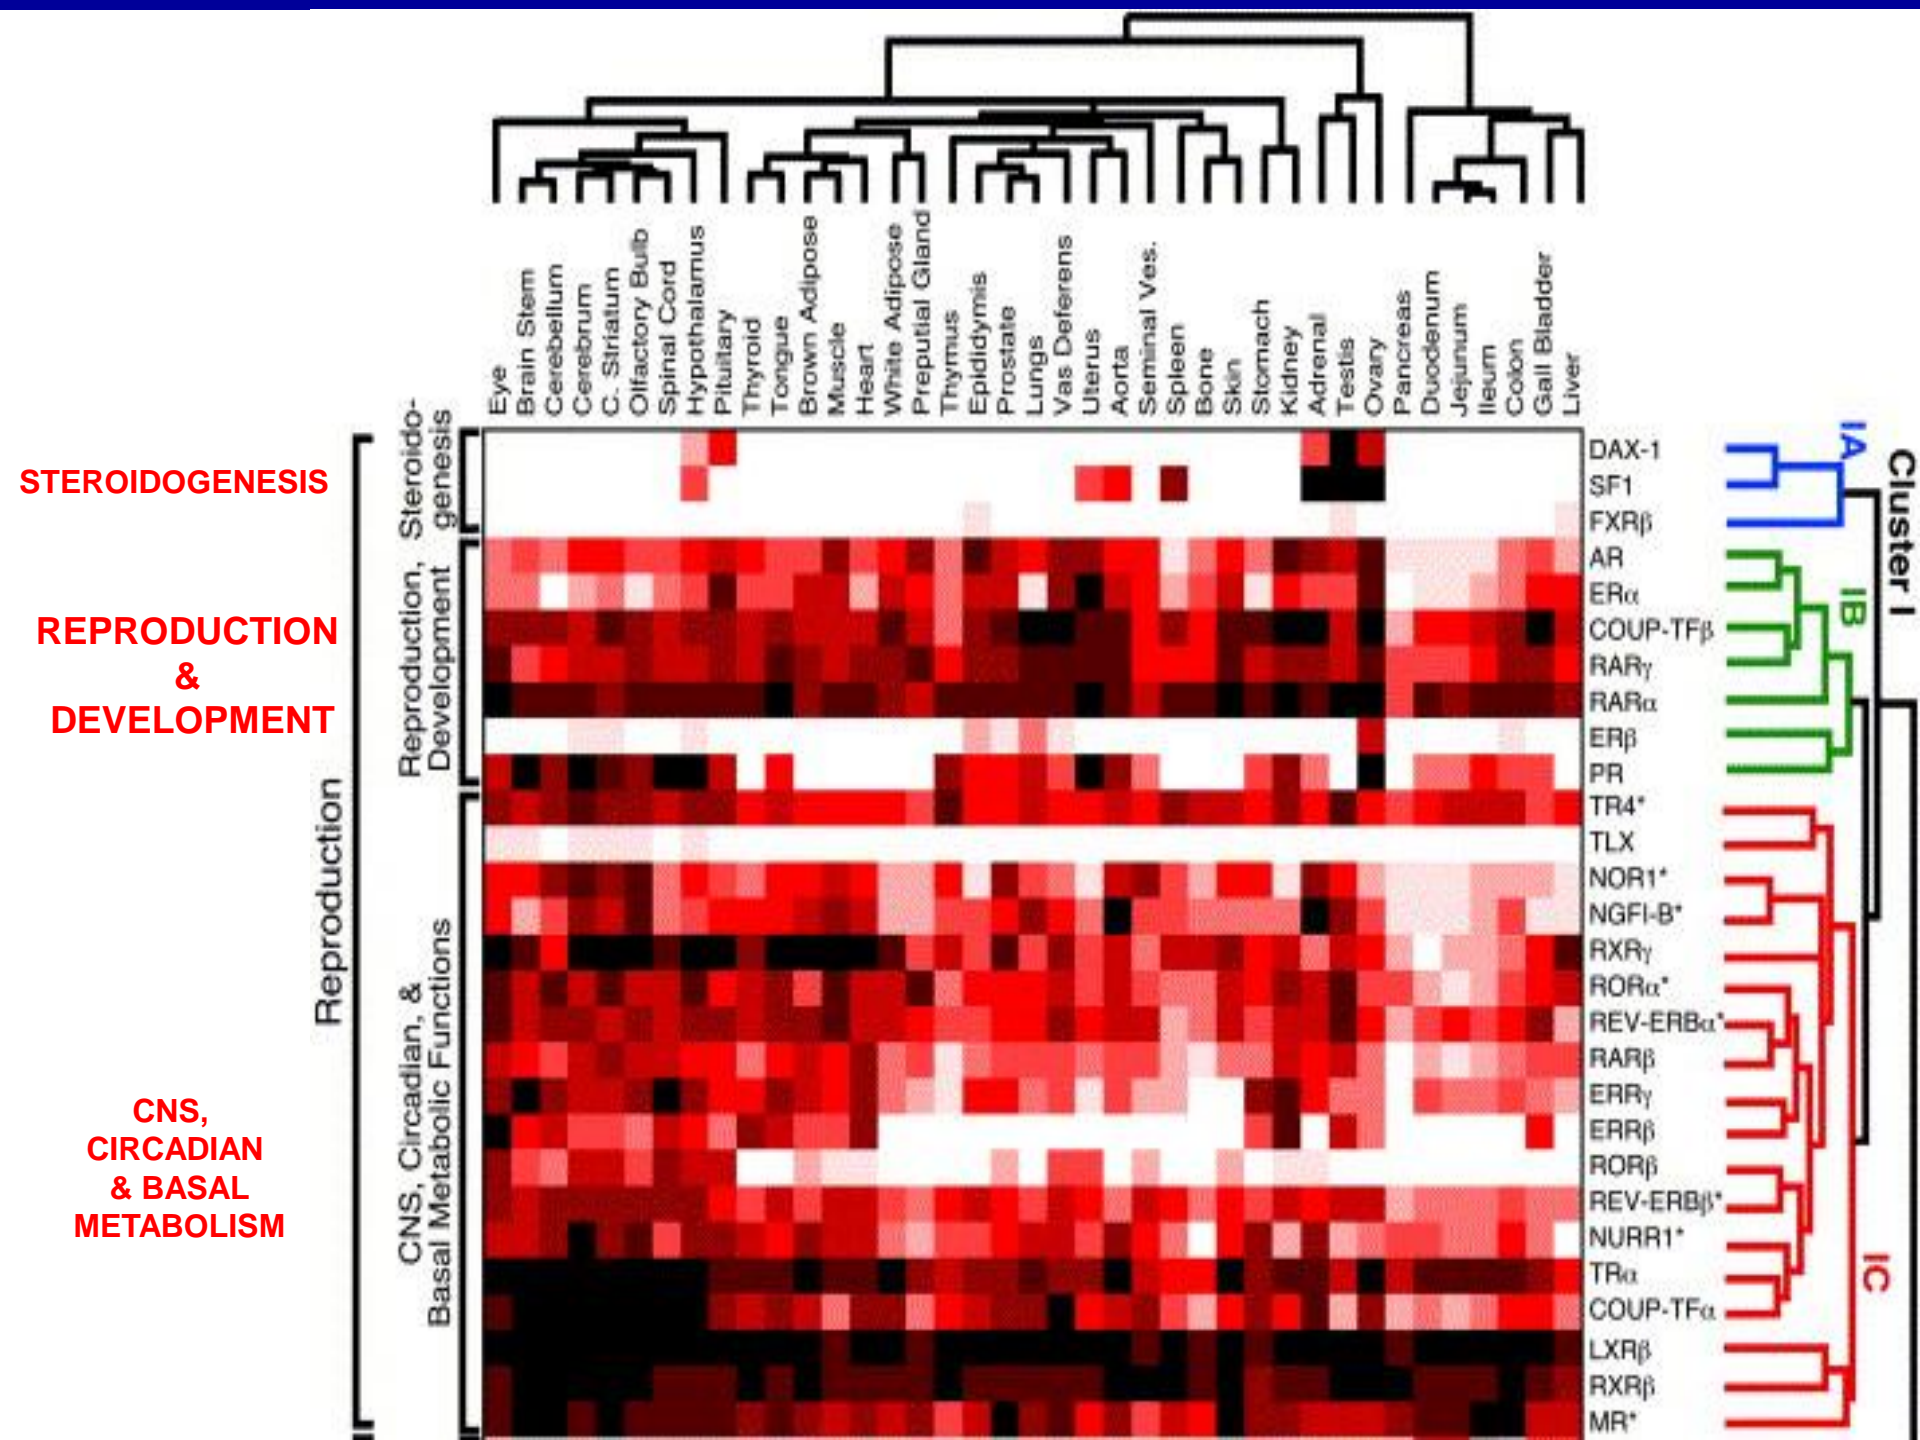 Eye
Brain Stem
Cerebellum
Cerebrum
C. Striatum
Olfactory Bulb
Spinal Cord
Hypothalamus
Pituitary
Thyroid
Tongue
Brown Adipose
Muscle
Heart
White Adipose
Preputial Gland
Thymus
Epididymis
Prostate
Lungs
Vas Deferens
Uterus
Aorta
Seminal Ves.
Spleen
Bone
Skin
Stomach
Kidney
Adrenal
Testis
Ovary
Pancreas
Duodenum
Jejunum
Ileum
Colon
Gall Bladder
Liver
STEROIDOGENESIS
REPRODUCTION
&
DEVELOPMENT
CNS,
CIRCADIAN
& BASAL
METABOLISM
Reproduction
Steroido-
genesis
Reproduction,
Development
CNS, Circadian, &
Basal Metabolic Functions
DAX-1
SF1
FXRβ
AR
ERα
COUP-TFβ
RARγ
RARα
ERβ
PR
TR4*
TLX
NOR1*
NGFI-B*
RXRγ
RORα*
REV-ERBα*
RARβ
ERRγ
ERRβ
RORβ
REV-ERBβ*
NURR1*
TRα
COUP-TFα
LXRβ
RXRβ
MR*
IA
IB
IC
Cluster I